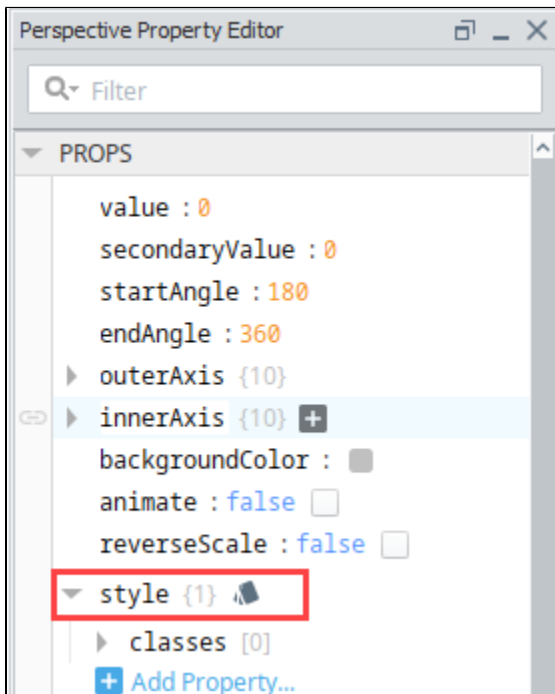 Perspective Property Editor
Filter
PROPS
value : 0
secondaryValue : 0
startAngle : 180
endAngle : 360
outerAxis {10}
innerAxis {10}
backgroundColor :
animate : false
reverseScale : false
style {1}
classes [0]
Add Property...